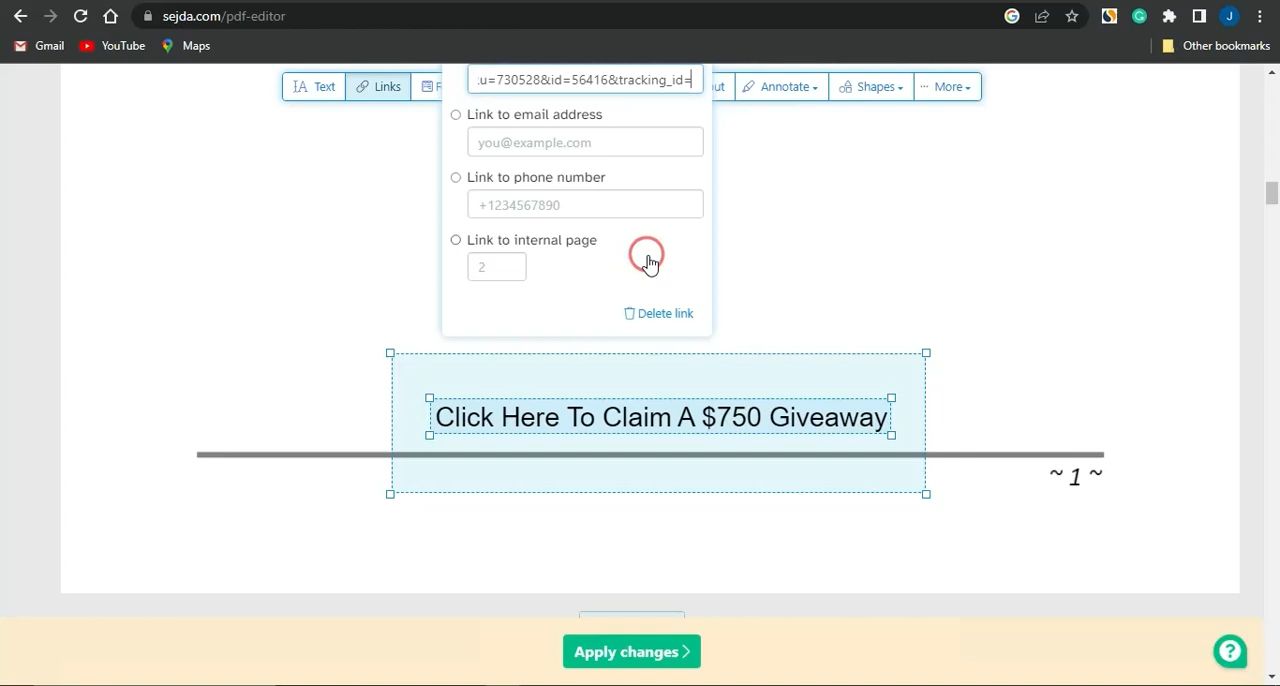 sejda.com/pdf-editor
J
Gmail
YouTube
Maps
Other bookmarks
Text
Links
F
ut
Annotate
Shapes
More
:u=730528&id=56416&tracking_id=
Link to email address
you@example.com
Link to phone number
+1234567890
Link to internal page
2
Delete link
Click Here To Claim A $750 Giveaway
~ 1 ~
Apply changes
?